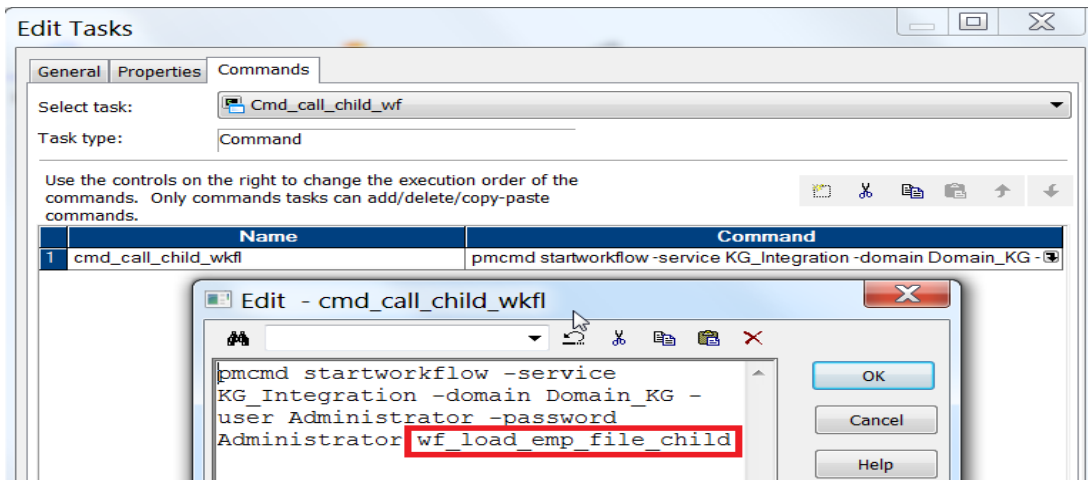 Edit Tasks
General Properties Commands
Select task: Cmd_call_child_wf
Task type: Command
Use the controls on the right to change the execution order of the
commands. Only commands tasks can add/delete/copy-paste
commands.
Name Command
1 cmd_call_child_wkfl pmcmd startworkflow -service KG_Integration -domain Domain_KG -
Edit - cmd_call_child_wkfl
pmcmd startworkflow -service
KG_Integration -domain Domain_KG -
user Administrator -password
Administrator wf_load_emp_file_child
OK
Cancel
Help